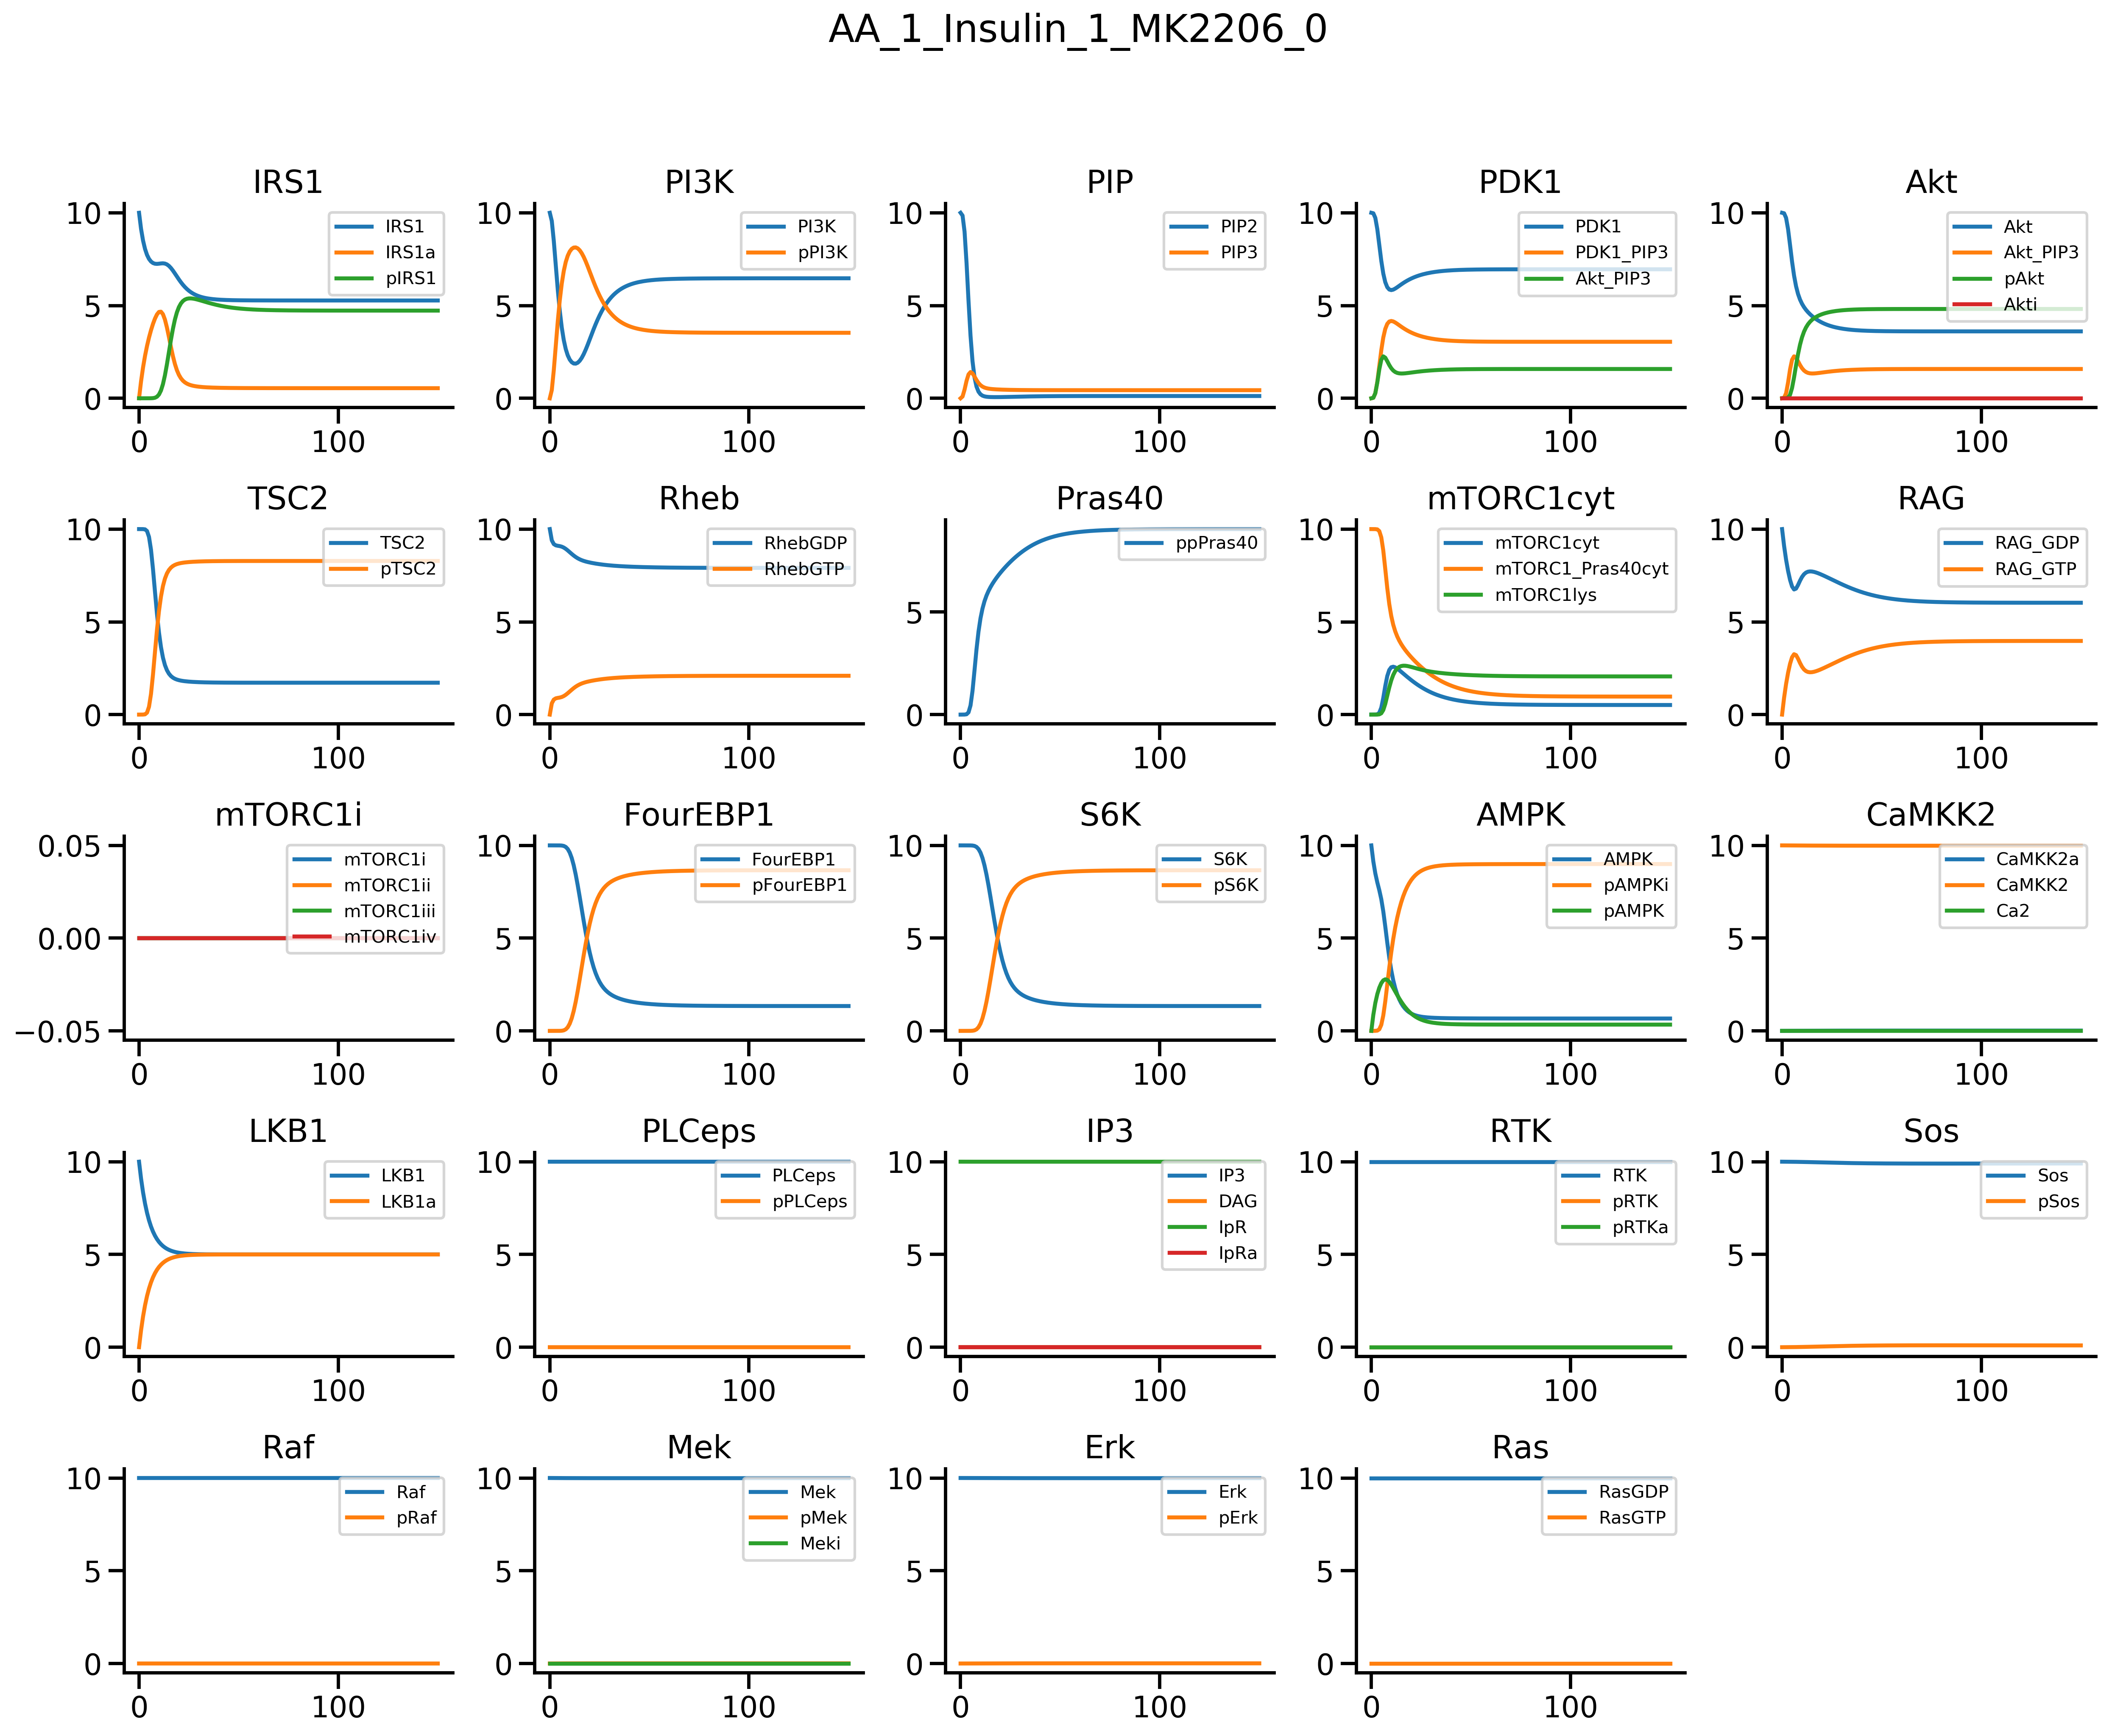 AA_1_Insulin_1_MK2206_0
IRS1
10
5
0
0
100
IRS1
IRS1a
pIRS1
PI3K
10
5
0
0
100
PI3K
pPI3K
PIP
10
5
0
0
100
PIP2
PIP3
PDK1
10
5
0
0
100
PDK1
PDK1_PIP3
Akt_PIP3
Akt
10
5
0
0
100
Akt
Akt_PIP3
pAkt
Akti
TSC2
10
5
0
0
100
TSC2
pTSC2
Rheb
10
5
0
0
100
RhebGDP
RhebGTP
Pras40
5
0
0
100
ppPras40
mTORC1cyt
10
5
0
0
100
mTORC1cyt
mTORC1_Pras40cyt
mTORC1lys
RAG
10
5
0
0
100
RAG_GDP
RAG_GTP
mTORC1i
0.05
0.00
−0.05
0
100
mTORC1i
mTORC1ii
mTORC1iii
mTORC1iv
FourEBP1
10
5
0
0
100
FourEBP1
pFourEBP1
S6K
10
5
0
0
100
S6K
pS6K
AMPK
10
5
0
0
100
AMPK
pAMPKi
pAMPK
CaMKK2
10
5
0
0
100
CaMKK2a
CaMKK2
Ca2
LKB1
10
5
0
0
100
LKB1
LKB1a
PLCeps
10
5
0
0
100
PLCeps
pPLCeps
IP3
10
5
0
0
100
IP3
DAG
IpR
IpRa
RTK
10
5
0
0
100
RTK
pRTK
pRTKa
Sos
10
5
0
0
100
Sos
pSos
Raf
10
5
0
0
100
Raf
pRaf
Mek
10
5
0
0
100
Mek
pMek
Meki
Erk
10
5
0
0
100
Erk
pErk
Ras
10
5
0
0
100
RasGDP
RasGTP